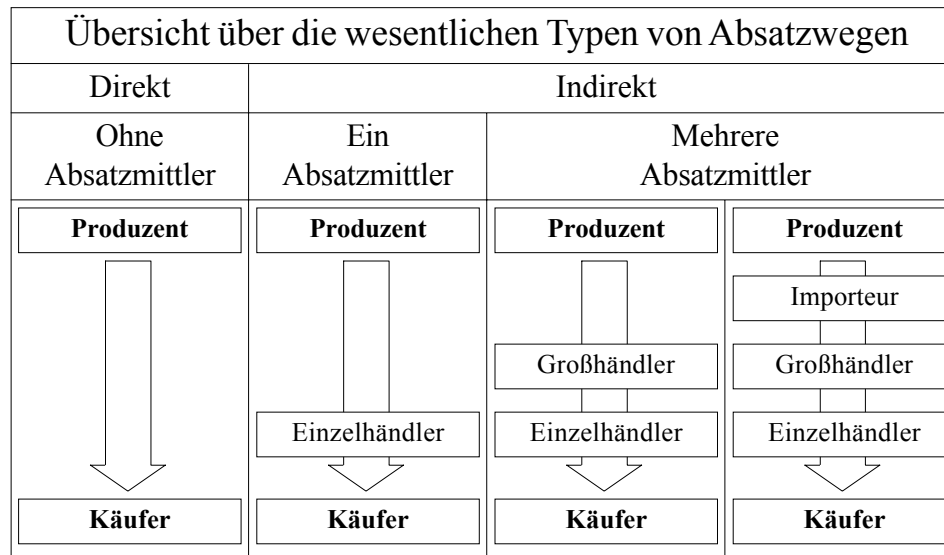 Übersicht über die wesentlichen Typen von Absatzwegen
Direkt
Indirekt
Ohne
Absatzmittler
Ein
Absatzmittler
Mehrere
Absatzmittler
Produzent
Produzent
Produzent
Produzent
Importeur
Großhändler
Großhändler
Einzelhändler
Einzelhändler
Einzelhändler
Käufer
Käufer
Käufer
Käufer